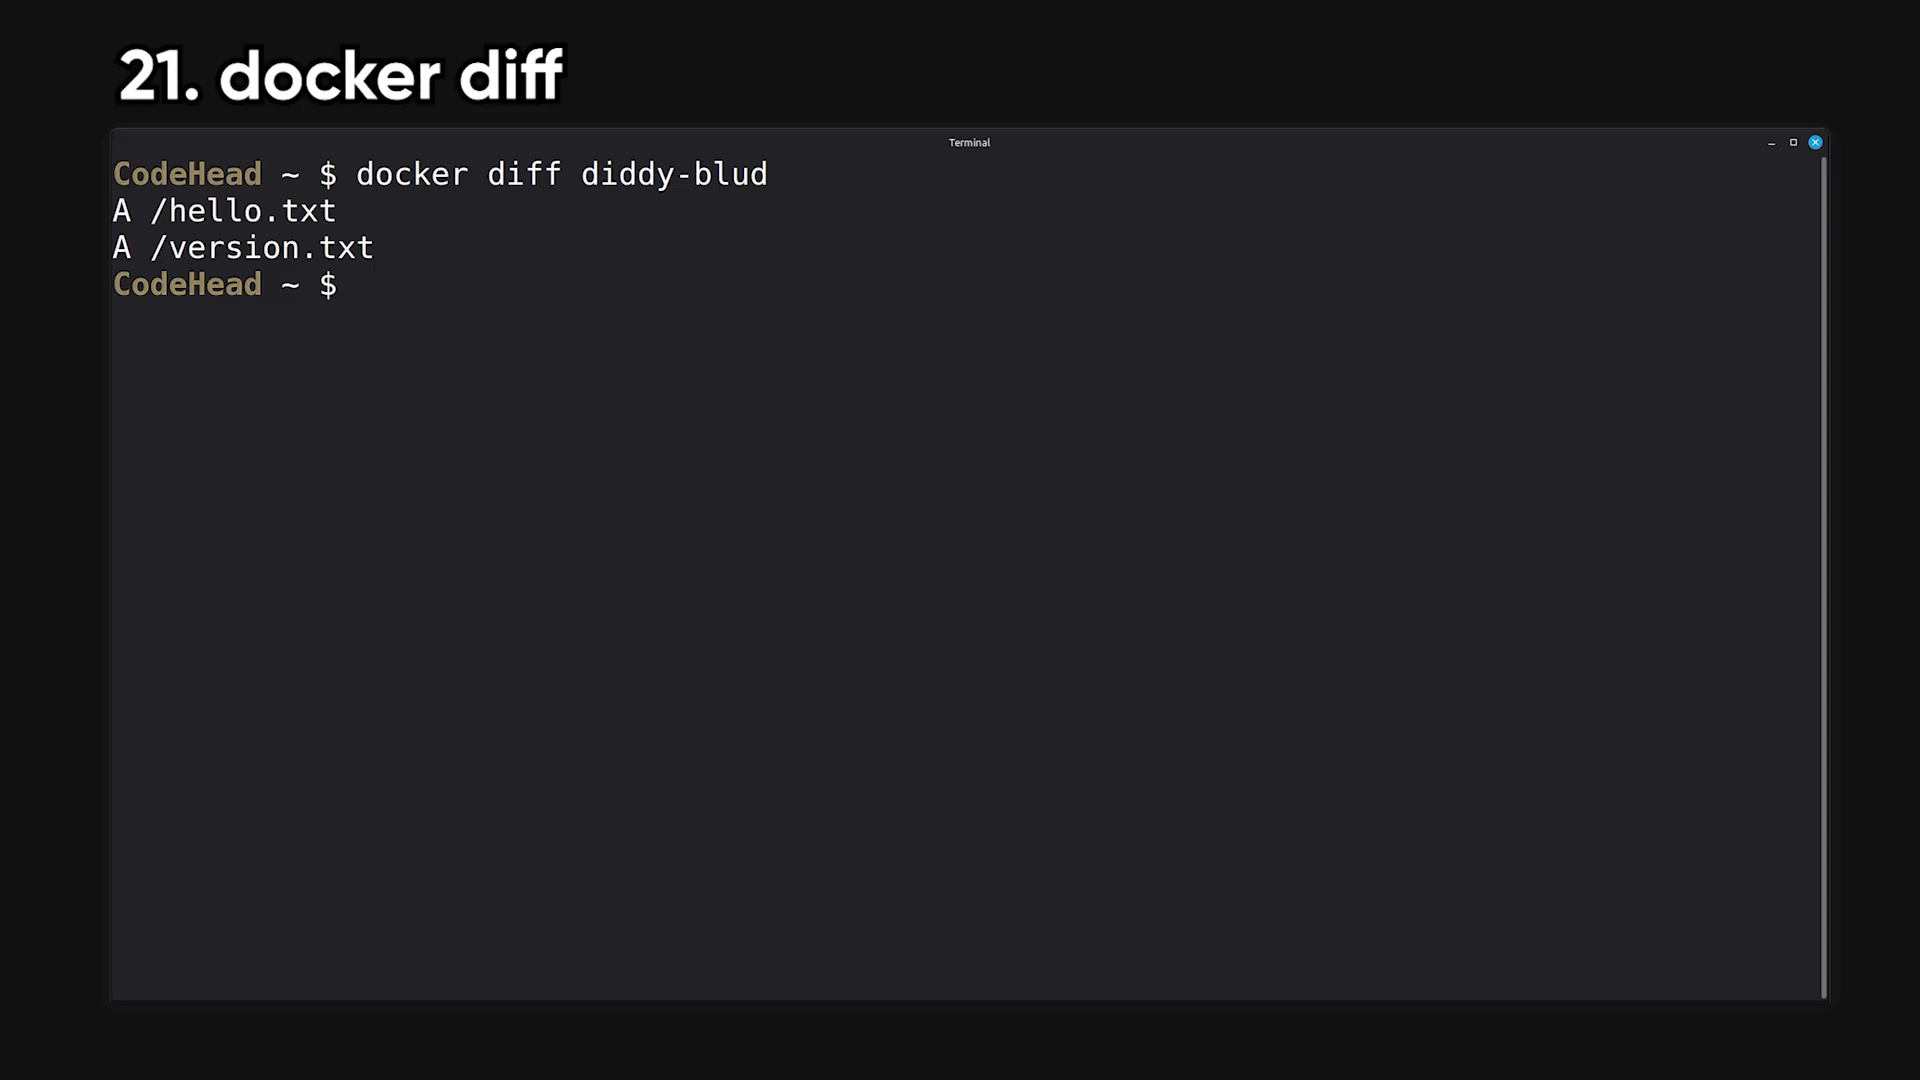 21. docker diff
Terminal
CodeHead ~ $ docker diff diddy-blud
A /hello.txt
A /version.txt
CodeHead ~ $